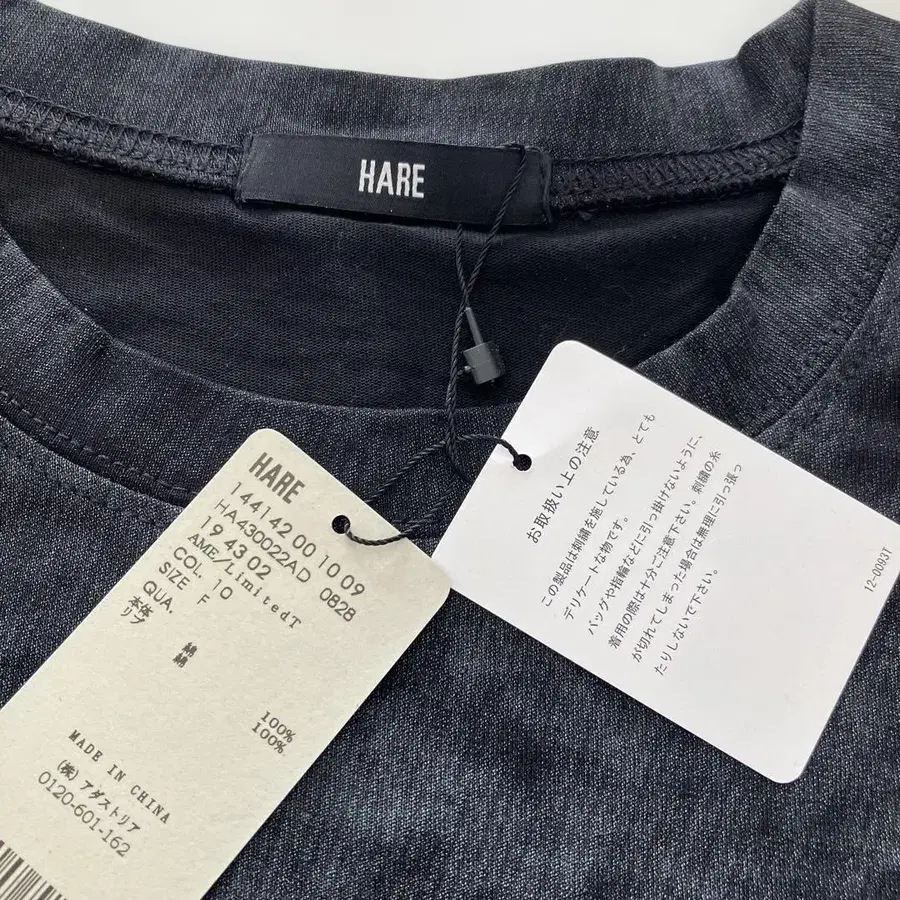 HARE
HARE
1441 42 00 10 09
HA430022AD 0828
19 4302
AME/LimitedT
COL. 10
SIZE F
QUA.
本体 綿 100%
リブ 綿 100%
MADE IN CHINA
(株) アダストリア
0120-601-162
お取扱い上の注意
この製品は刺繍を施している為、とても
デリケートな物です。
バッグや指輪などに引っ掛けないように、
着用の際は十分ご注意下さい。刺繍の糸
が切れてしまった場合は無理に引っ張っ
たりしないで下さい。
12-0093T